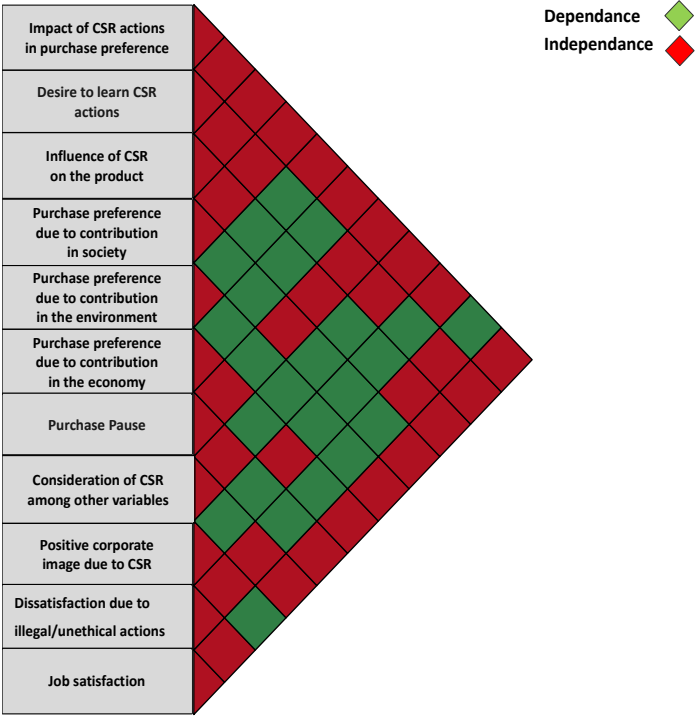 Impact of CSR actions
in purchase preference
Desire to learn CSR
actions
Influence of CSR
on the product
Purchase preference
due to contribution
in society
Purchase preference
due to contribution
in the environment
Purchase preference
due to contribution
in the economy
Purchase Pause
Consideration of CSR
among other variables
Positive corporate
image due to CSR
Dissatisfaction due to
illegal/unethical actions
Job satisfaction
Dependance
Independance